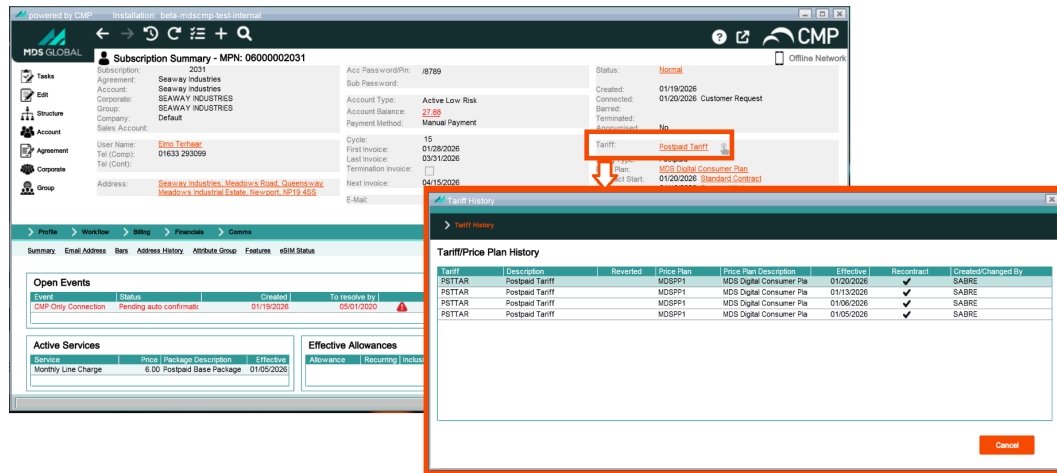 powered by CMP Installation: beta-mdscmp-test-internal
MDS GLOBAL
CMP
Subscription Summary - MPN: 06000002031
Offline Network
Tasks
Edit
Structure
Account
Agreement
Corporate
Group
Subscription: 2031
Agreement: Seaway Industries
Account: Seaway Industries
Corporate: SEAWAY INDUSTRIES
Group: SEAWAY INDUSTRIES
Company: Default
Sales Account:
User Name: Elmo Terhaar
Tel (Comp): 01633 293099
Tel (Cont):
Address: Seaway Industries, Meadows Road, Queensway
Meadows Industrial Estate, Newport, NP19 4SS
Acc Password/Pin: /8789
Sub Password:
Account Type: Active Low Risk
Account Balance: 27.88
Payment Method: Manual Payment
Cycle: 15
First Invoice: 01/28/2026
Last Invoice: 03/31/2026
Termination Invoice:
Next Invoice: 04/15/2026
E-Mail:
Status: Normal
Created: 01/19/2026
Connected: 01/20/2026 Customer Request
Barred:
Terminated:
Anonymised: No
Tariff: Postpaid Tariff
Type: Postpaid
Plan: MDS Digital Consumer Plan
Start: 01/20/2026 Standard Contract
Profile Workflow Billing Financials Comms
Summary Email Address Bars Address History Attribute Group Features eSIM Status
Open Events
Event Status Created To resolve by
CMP Only Connection Pending auto confirmatic 01/19/2026 05/01/2020
Active Services
Service Price Package Description Effective
Monthly Line Charge 6.00 Postpaid Base Package 01/05/2026
Effective Allowances
Allowance Recurring Inclus
Tariff History
Tariff History
Tariff/Price Plan History
Tariff Description Reverted Price Plan Price Plan Description Effective Recontract Created/Changed By
PSTTAR Postpaid Tariff MDSPP1 MDS Digital Consumer Pla 01/20/2026 ✔ SABRE
PSTTAR Postpaid Tariff MDSPP1 MDS Digital Consumer Pla 01/13/2026 ✔ SABRE
PSTTAR Postpaid Tariff MDSPP1 MDS Digital Consumer Pla 01/06/2026 ✔ SABRE
PSTTAR Postpaid Tariff MDSPP1 MDS Digital Consumer Pla 01/05/2026 ✔ SABRE
Cancel